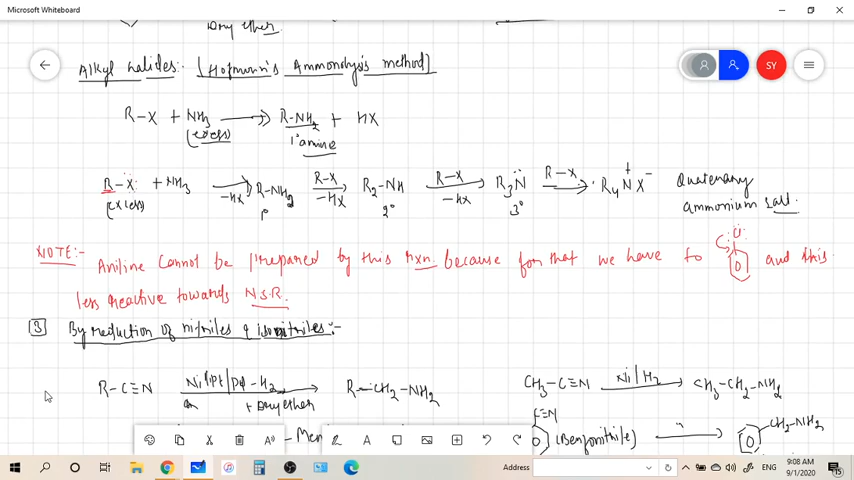 Microsoft Whiteboard
Dry ether.
Alkyl halides:- (Hofmann's Ammonolysis method)
R-X + NH3 → R-NH2 + HX
(excess)
1° amine
R-X + NH3 → -HX R-NH2 R-X → -HX R2-NH R-X → -HX R3N R-X → R4N+ X- Quatenary
(excess) 1° 2° 3° ammonium salt
NOTE:- Aniline cannot be prepared by this rxn because for that we have to and this
less reactive towards N.S.R.
3 By reduction of nitriles & isonitriles:-
R-C≡N Ni/Pt/Pd-H2 → R-CH2-NH2 CH3-C≡N Ni/H2 → CH3-CH2-NH2
+ Dry ether
C≡N
(Benzonitrile) → CH2-NH2
SY
Address
ENG
9:08 AM
9/1/2020
15